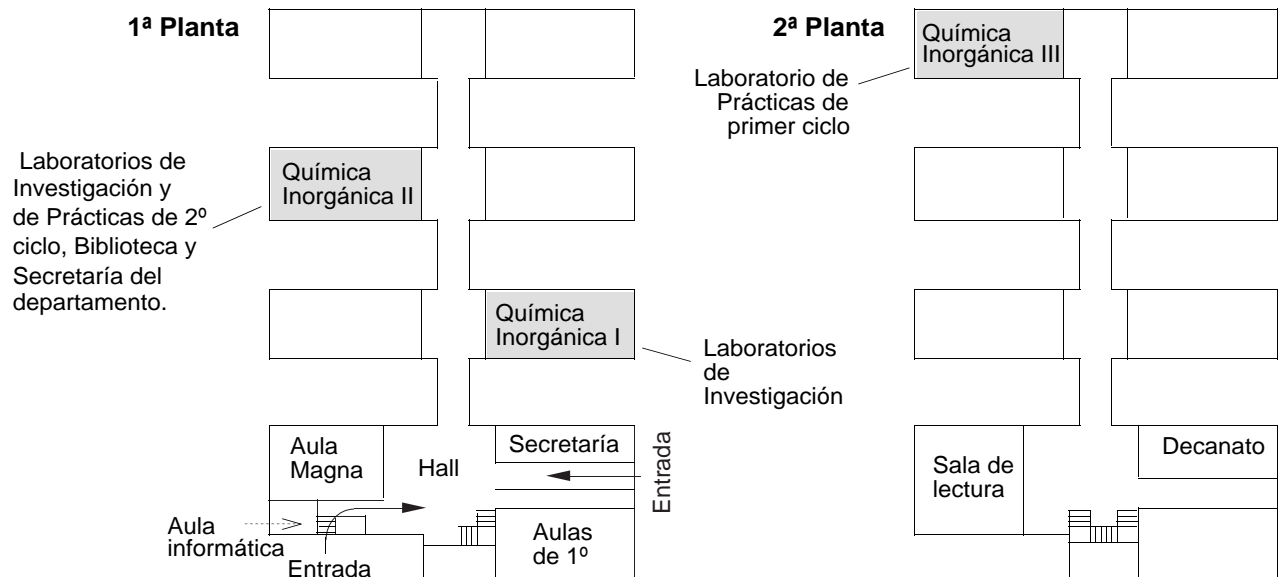 1ª Planta
Laboratorios de
Investigación y
de Prácticas de 2º
ciclo, Biblioteca y
Secretaría del
departamento.
Química
Inorgánica II
Química
Inorgánica I
Laboratorios
de
Investigación
Aula
Magna
Hall
Secretaría
Entrada
Aula
informática
Entrada
Aulas
de 1º
2ª Planta
Química
Inorgánica III
Laboratorio de
Prácticas de
primer ciclo
Sala de
lectura
Decanato